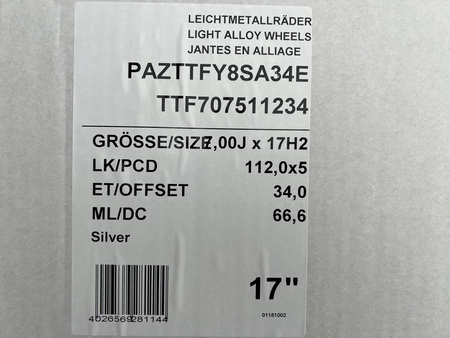 LEICHTMETALLRÄDER
LIGHT ALLOY WHEELS
JANTES EN ALLIAGE
PAZTTFY8SA34E
TTF707511234
GRÖSSE/SIZE 7,00J x 17H2
LK/PCD 112,0x5
ET/OFFSET 34,0
ML/DC 66,6
Silver
17"
4026569281144
01181002